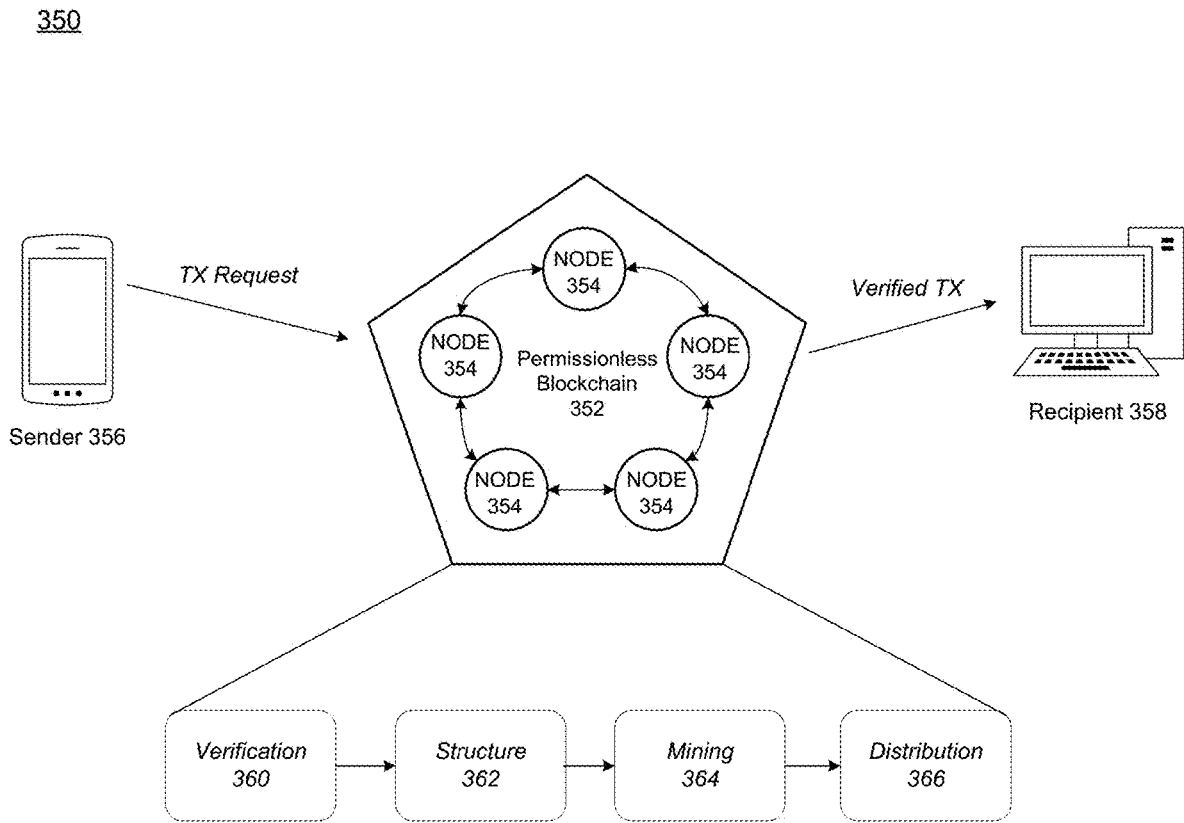 350
TX Request
Verified TX
NODE
354
NODE
354
NODE
354
Permissionless
Blockchain
352
NODE
354
NODE
354
Sender 356
Recipient 358
Verification
360
Structure
362
Mining
364
Distribution
366